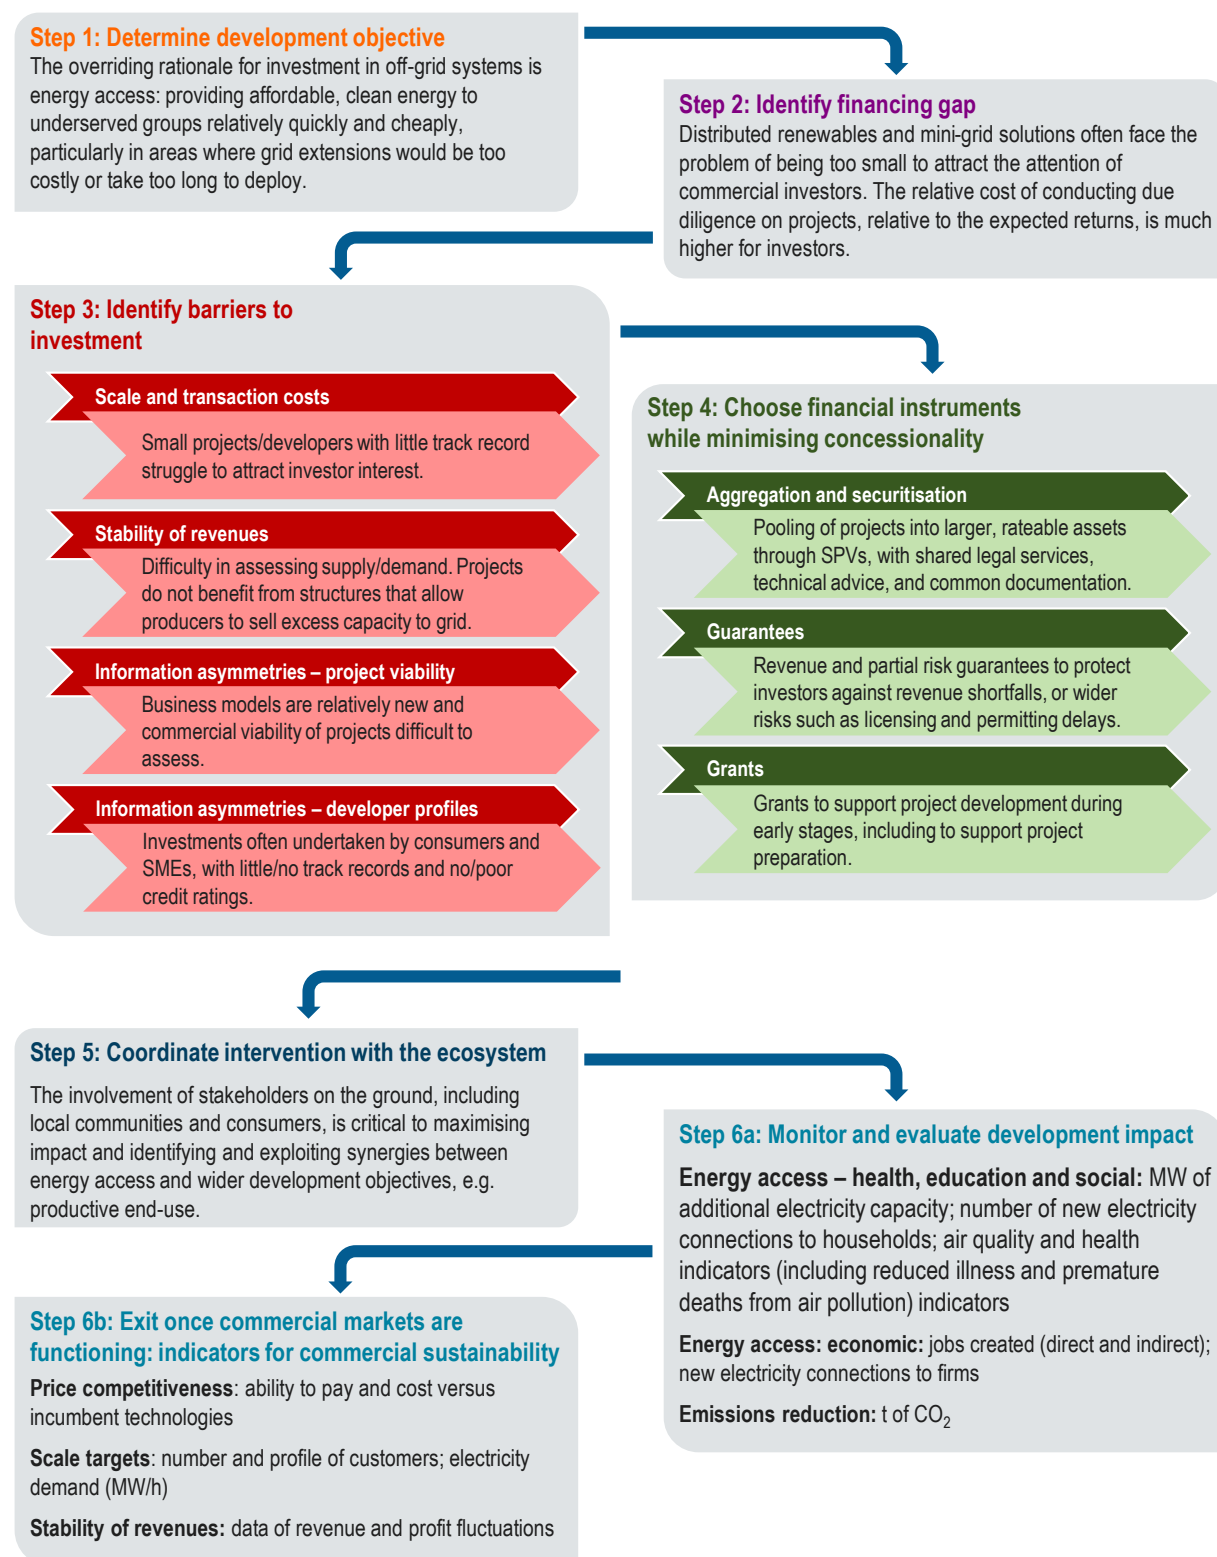 Step 1: Determine development objective
The overriding rationale for investment in off-grid systems is
energy access: providing affordable, clean energy to
underserved groups relatively quickly and cheaply,
particularly in areas where grid extensions would be too
costly or take too long to deploy.
Step 2: Identify financing gap
Distributed renewables and mini-grid solutions often face the
problem of being too small to attract the attention of
commercial investors. The relative cost of conducting due
diligence on projects, relative to the expected returns, is much
higher for investors.
Step 3: Identify barriers to
investment
Scale and transaction costs
Small projects/developers with little track record
struggle to attract investor interest.
Stability of revenues
Difficulty in assessing supply/demand. Projects
do not benefit from structures that allow
producers to sell excess capacity to grid.
Information asymmetries – project viability
Business models are relatively new and
commercial viability of projects difficult to
assess.
Information asymmetries – developer profiles
Investments often undertaken by consumers and
SMEs, with little/no track records and no/poor
credit ratings.
Step 4: Choose financial instruments
while minimising concessionality
Aggregation and securitisation
Pooling of projects into larger, rateable assets
through SPVs, with shared legal services,
technical advice, and common documentation.
Guarantees
Revenue and partial risk guarantees to protect
investors against revenue shortfalls, or wider
risks such as licensing and permitting delays.
Grants
Grants to support project development during
early stages, including to support project
preparation.
Step 5: Coordinate intervention with the ecosystem
The involvement of stakeholders on the ground, including
local communities and consumers, is critical to maximising
impact and identifying and exploiting synergies between
energy access and wider development objectives, e.g.
productive end-use.
Step 6a: Monitor and evaluate development impact
Energy access – health, education and social: MW of
additional electricity capacity; number of new electricity
connections to households; air quality and health
indicators (including reduced illness and premature
deaths from air pollution) indicators
Energy access: economic: jobs created (direct and indirect);
new electricity connections to firms
Emissions reduction: t of CO₂
Step 6b: Exit once commercial markets are
functioning: indicators for commercial sustainability
Price competitiveness: ability to pay and cost versus
incumbent technologies
Scale targets: number and profile of customers; electricity
demand (MW/h)
Stability of revenues: data of revenue and profit fluctuations